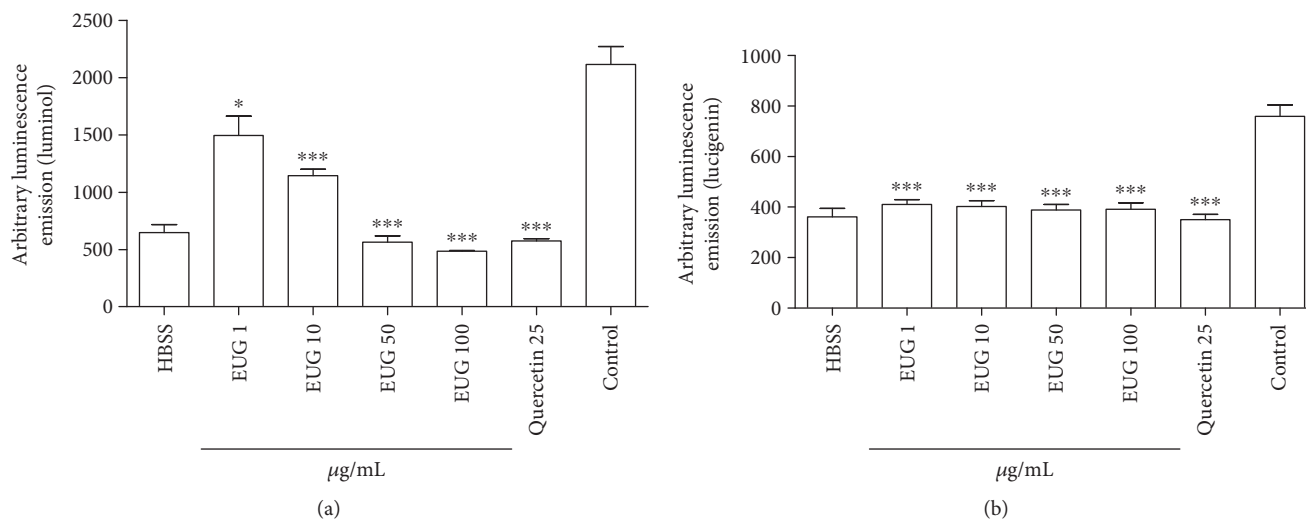 Arbitrary luminescence
emission (luminol)
2500
2000
1500
1000
500
0
*
***
***
***
***
HBSS
EUG 1
EUG 10
EUG 50
EUG 100
Quercetin 25
Control
µg/mL
(a)
Arbitrary luminescence
emission (lucigenin)
1000
800
600
400
200
0
***
***
***
***
***
HBSS
EUG 1
EUG 10
EUG 50
EUG 100
Quercetin 25
Control
µg/mL
(b)